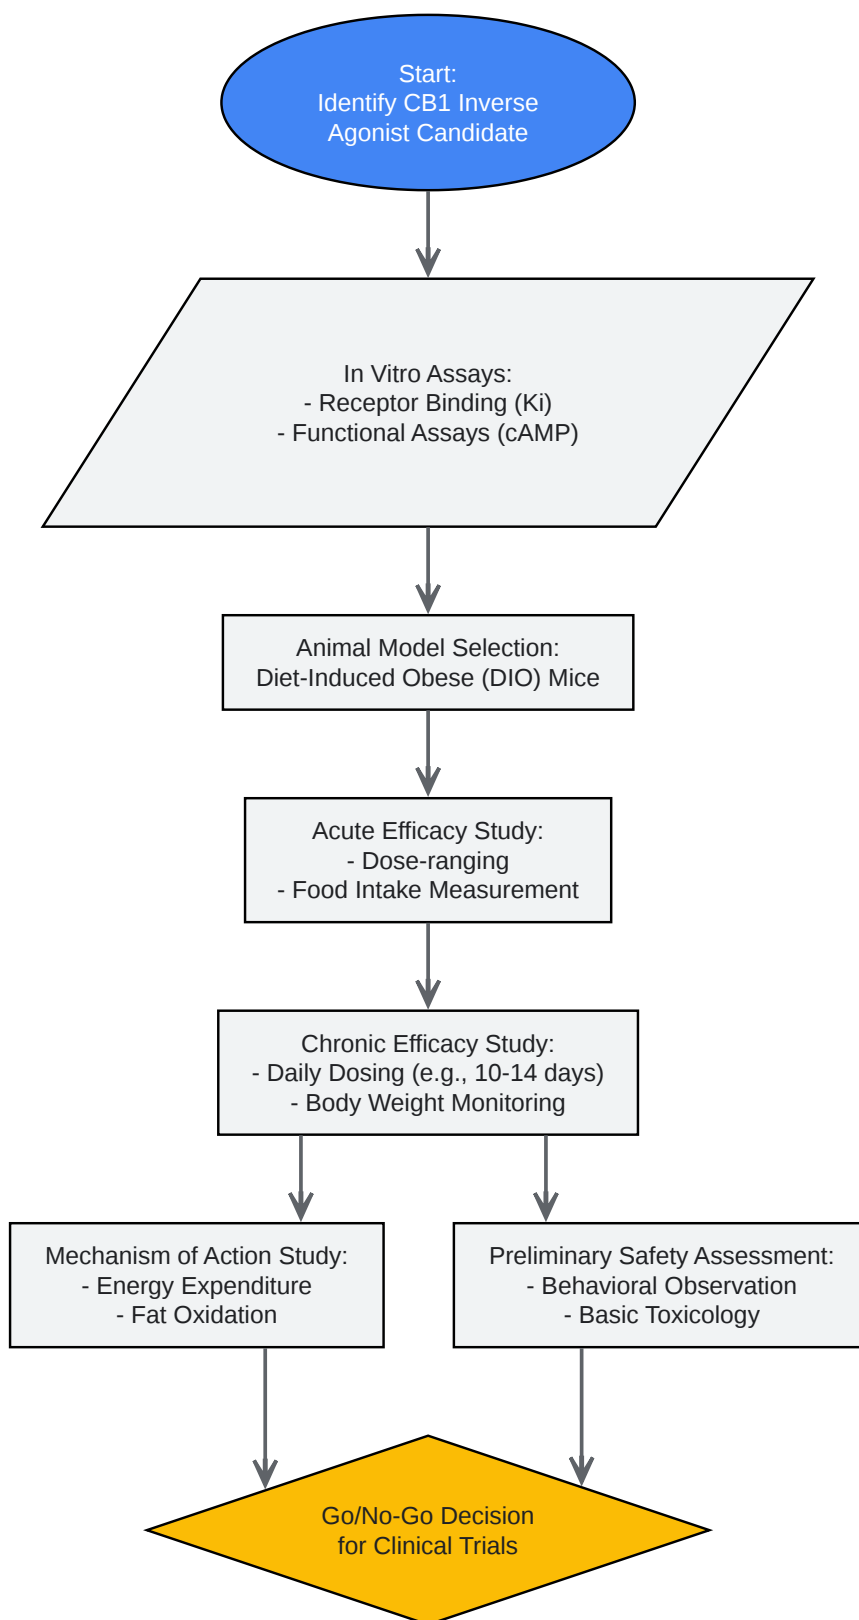 Start:
Identify CB1 Inverse
Agonist Candidate
In Vitro Assays:
- Receptor Binding (Ki)
- Functional Assays (cAMP)
Animal Model Selection:
Diet-Induced Obese (DIO) Mice
Acute Efficacy Study:
- Dose-ranging
- Food Intake Measurement
Chronic Efficacy Study:
- Daily Dosing (e.g., 10-14 days)
- Body Weight Monitoring
Mechanism of Action Study:
- Energy Expenditure
- Fat Oxidation
Preliminary Safety Assessment:
- Behavioral Observation
- Basic Toxicology
Go/No-Go Decision
for Clinical Trials